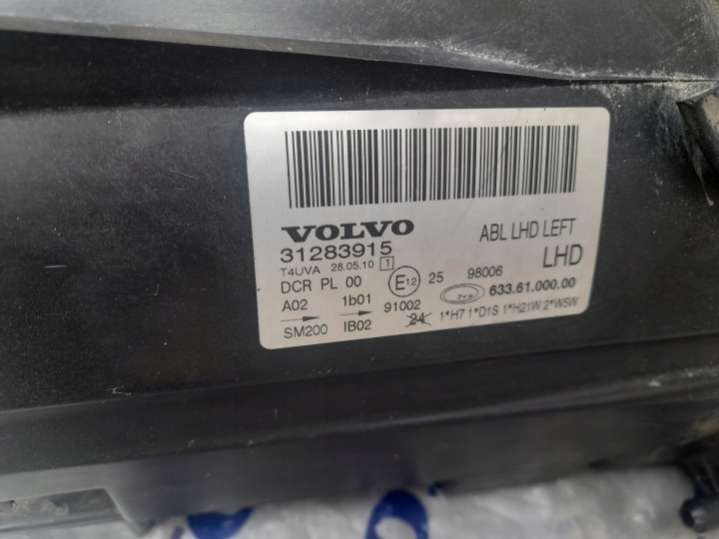 VOLVO
31283915
ABL LHD LEFT
LHD
T4UVA 28.05.10 1
DCR PL 00
E12 25 98006
633.61.000.00
A02 1b01 91002
SM200 IB02 24 1*H7 1*D1S 1*H21W 2*W5W